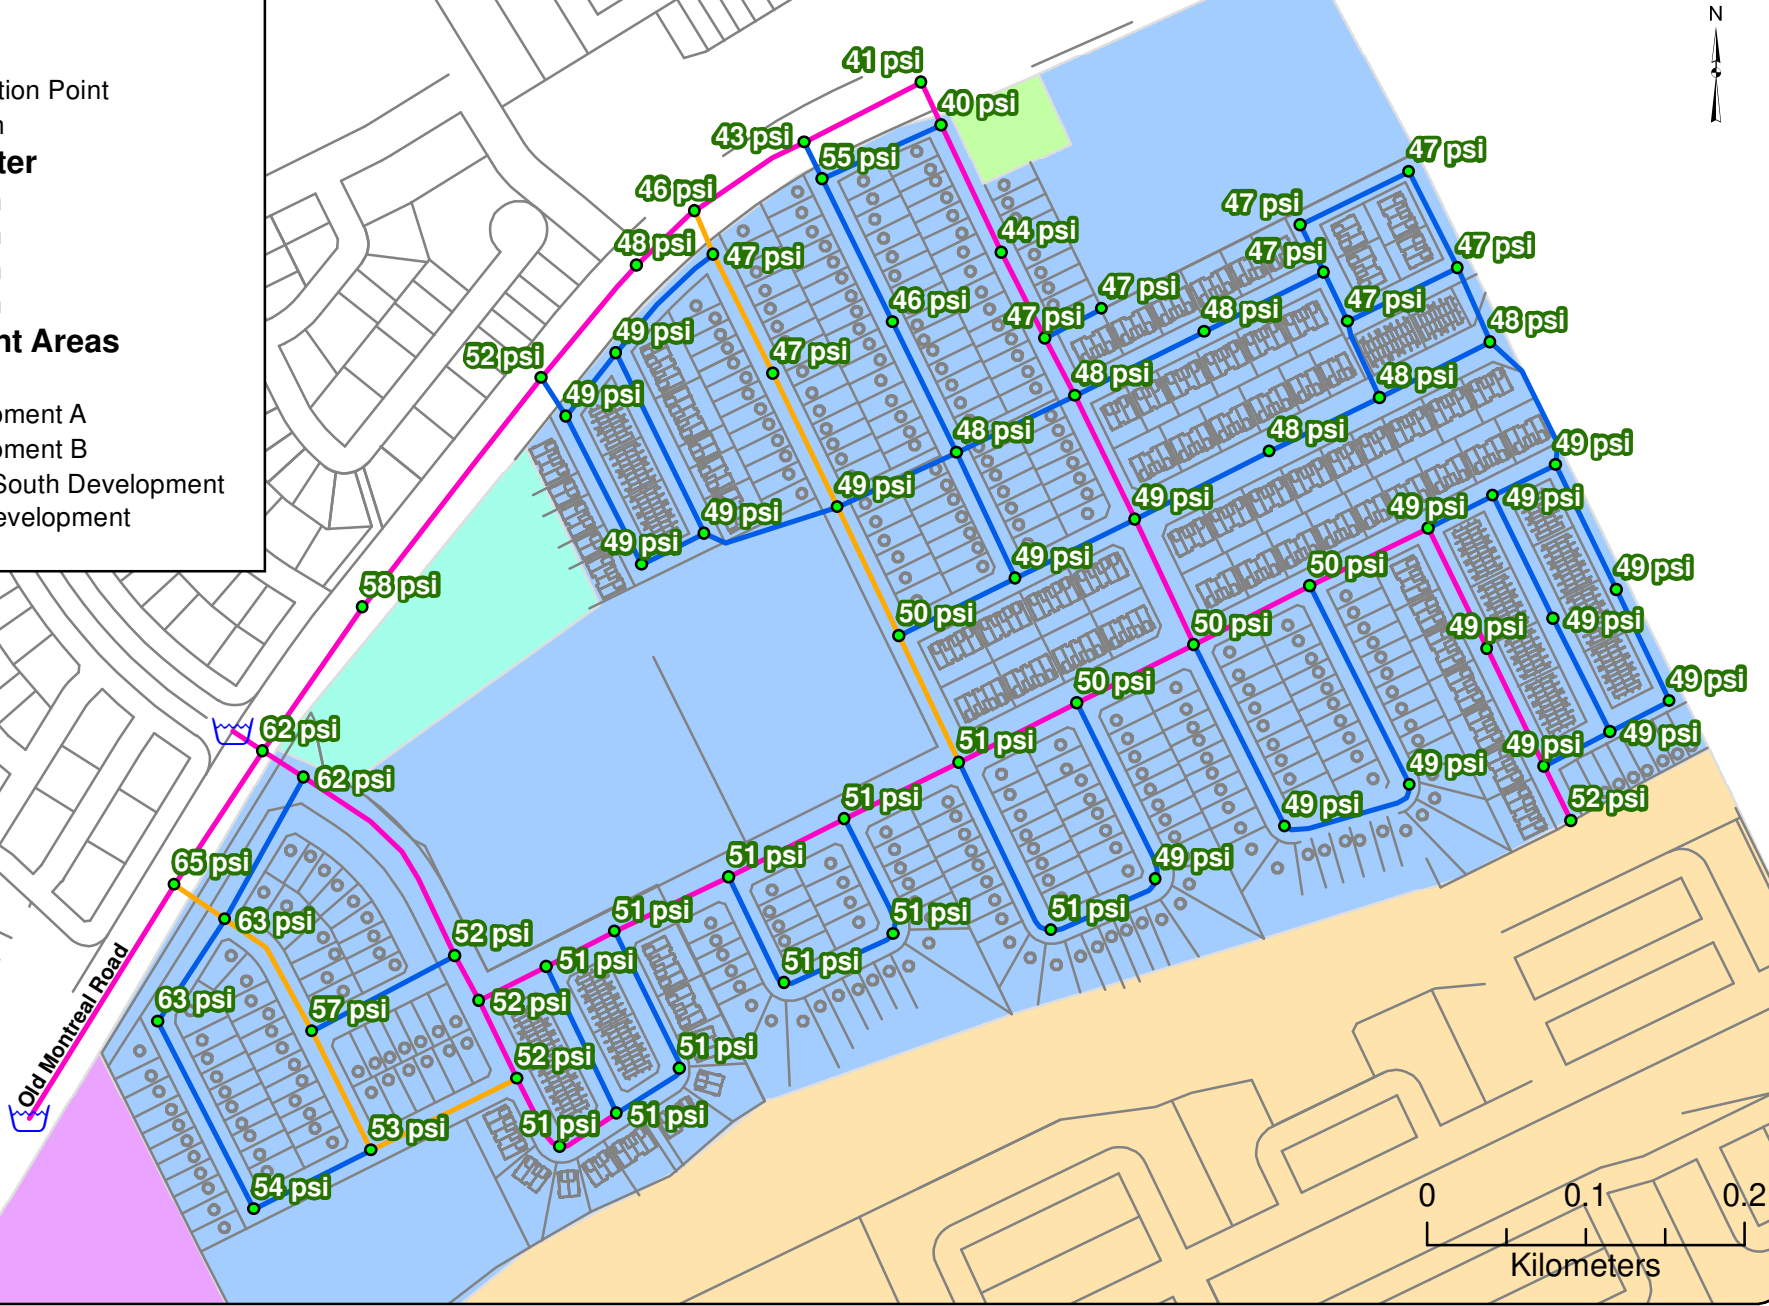 tion Point
n
ter
n
n
n
n
nt Areas
pment A
pment B
South Development
evelopment
N
41 psi
40 psi
43 psi
55 psi
46 psi
48 psi
47 psi
44 psi
47 psi
47 psi
47 psi
47 psi
47 psi
47 psi
47 psi
48 psi
48 psi
46 psi
49 psi
52 psi
47 psi
48 psi
48 psi
49 psi
48 psi
48 psi
49 psi
49 psi
49 psi
49 psi
49 psi
49 psi
49 psi
49 psi
50 psi
49 psi
58 psi
50 psi
50 psi
49 psi
49 psi
50 psi
49 psi
62 psi
51 psi
49 psi
49 psi
62 psi
49 psi
51 psi
49 psi
52 psi
65 psi
51 psi
49 psi
63 psi
51 psi
51 psi
51 psi
52 psi
51 psi
51 psi
63 psi
57 psi
52 psi
Old Montreal Road
52 psi
51 psi
53 psi
51 psi
51 psi
54 psi
0
0.1
0.2
Kilometers